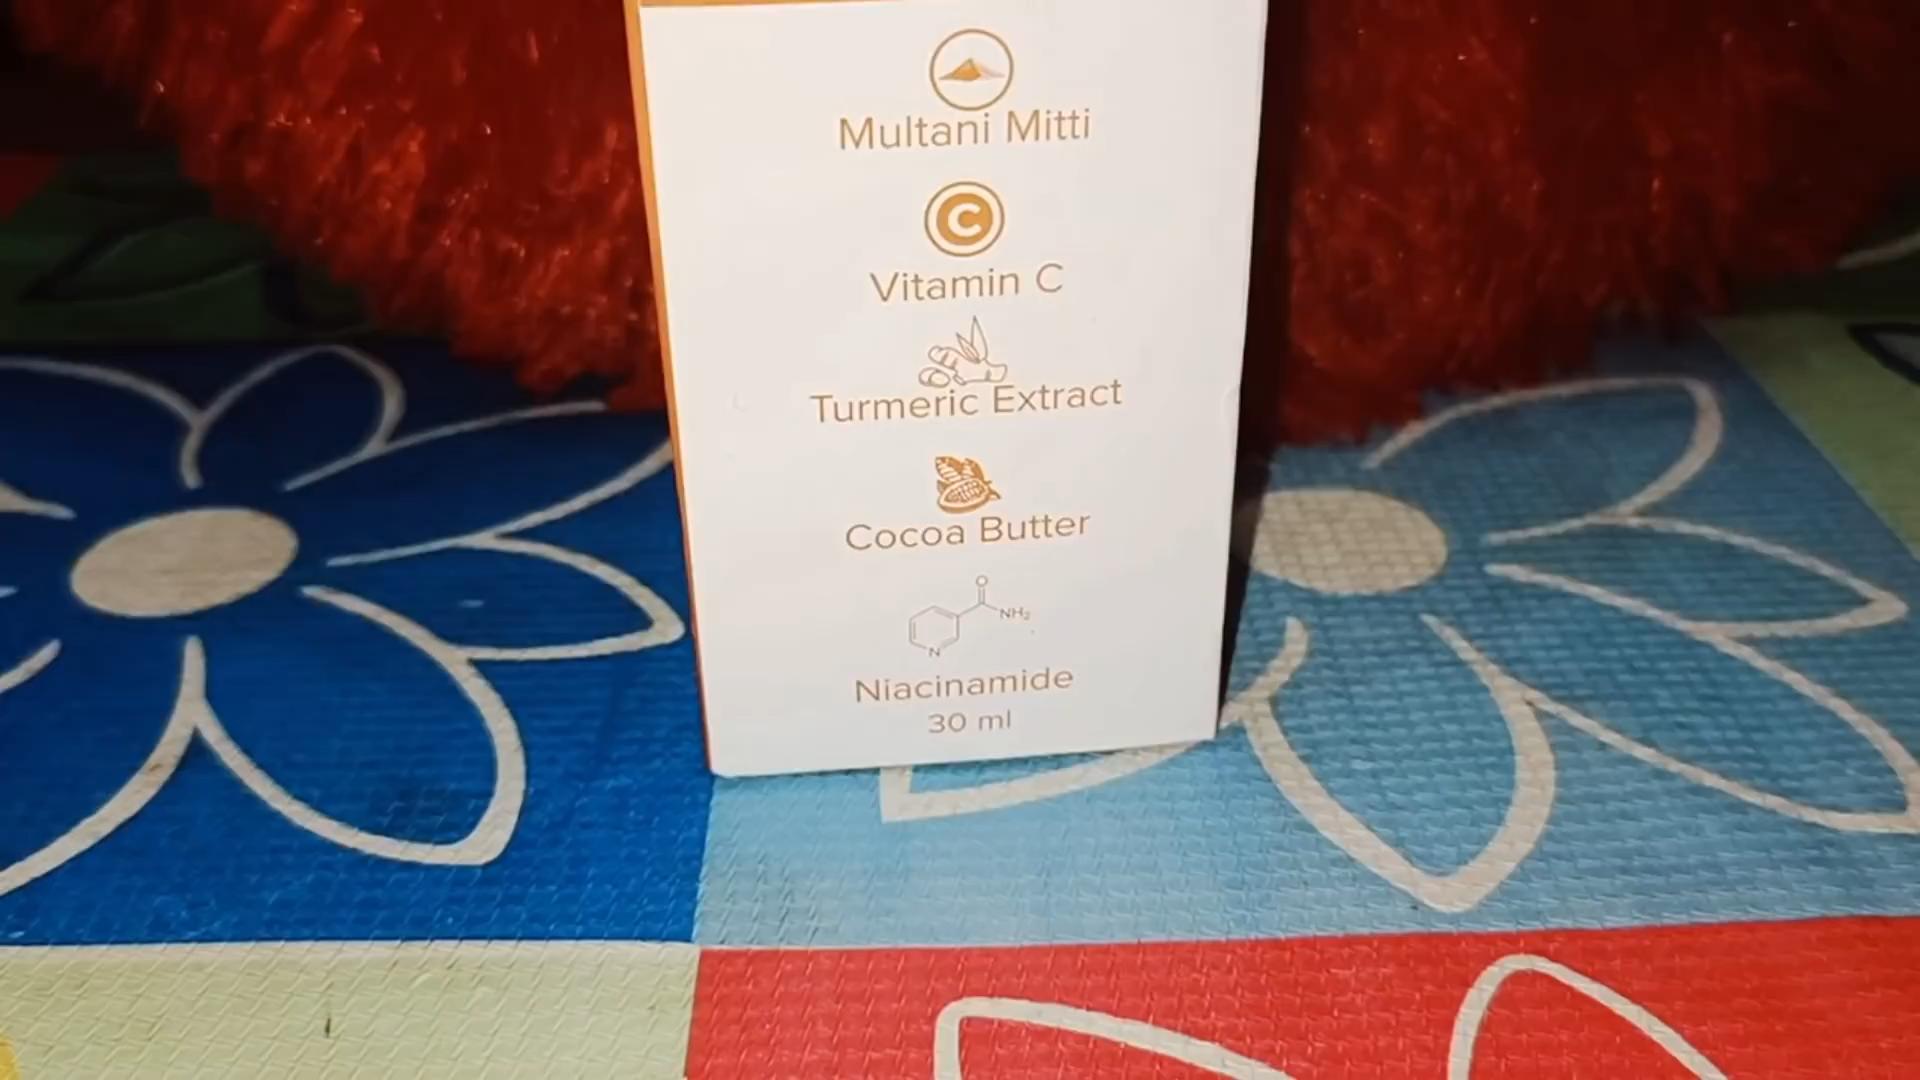 Multani Mitti
C
Vitamin C
Turmeric Extract
Cocoa Butter
O
NH₂
N
Niacinamide
30 ml